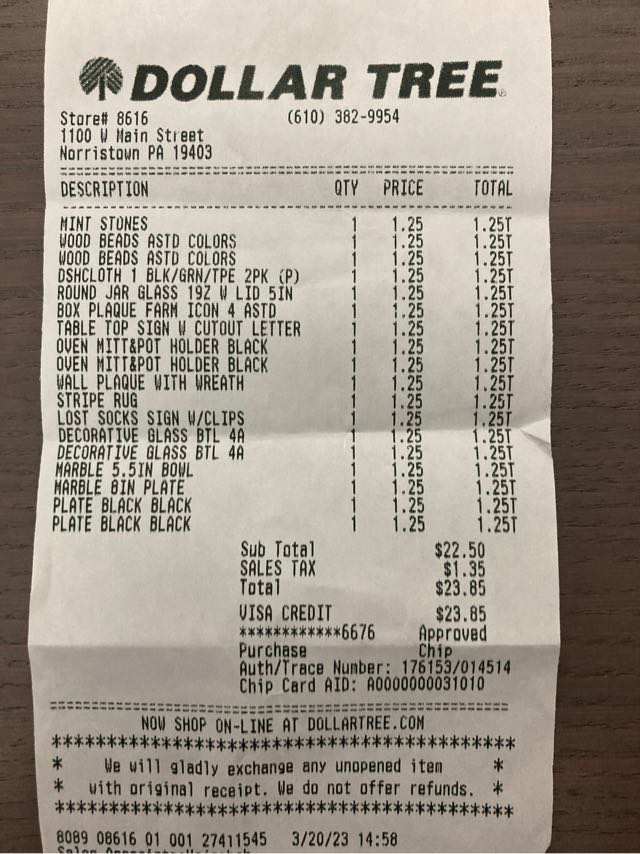 DOLLAR TREE
Store# 8616 (610) 382-9954
1100 W Main Street
Norristown PA 19403
DESCRIPTION QTY PRICE TOTAL
MINT STONES 1 1.25 1.25T
WOOD BEADS ASTD COLORS 1 1.25 1.25T
WOOD BEADS ASTD COLORS 1 1.25 1.25T
DSHCLOTH 1 BLK/GRN/TPE 2PK (P) 1 1.25 1.25T
ROUND JAR GLASS 19Z W LID 5IN 1 1.25 1.25T
BOX PLAQUE FARM ICON 4 ASTD 1 1.25 1.25T
TABLE TOP SIGN W CUTOUT LETTER 1 1.25 1.25T
OVEN MITT&POT HOLDER BLACK 1 1.25 1.25T
OVEN MITT&POT HOLDER BLACK 1 1.25 1.25T
WALL PLAQUE WITH WREATH 1 1.25 1.25T
STRIPE RUG 1 1.25 1.25T
LOST SOCKS SIGN W/CLIPS 1 1.25 1.25T
DECORATIVE GLASS BTL 4A 1 1.25 1.25T
DECORATIVE GLASS BTL 4A 1 1.25 1.25T
MARBLE 5.5IN BOWL 1 1.25 1.25T
MARBLE 8IN PLATE 1 1.25 1.25T
PLATE BLACK BLACK 1 1.25 1.25T
PLATE BLACK BLACK 1 1.25 1.25T
Sub Total $22.50
SALES TAX $1.35
Total $23.85
VISA CREDIT $23.85
************6676 Approved
Purchase Chip
Auth/Trace Number: 176153/014514
Chip Card AID: A0000000031010
NOW SHOP ON-LINE AT DOLLARTREE.COM
******************************************
* We will gladly exchange any unopened item *
* with original receipt. We do not offer refunds. *
******************************************
8089 08616 01 001 27411545 3/20/23 14:58